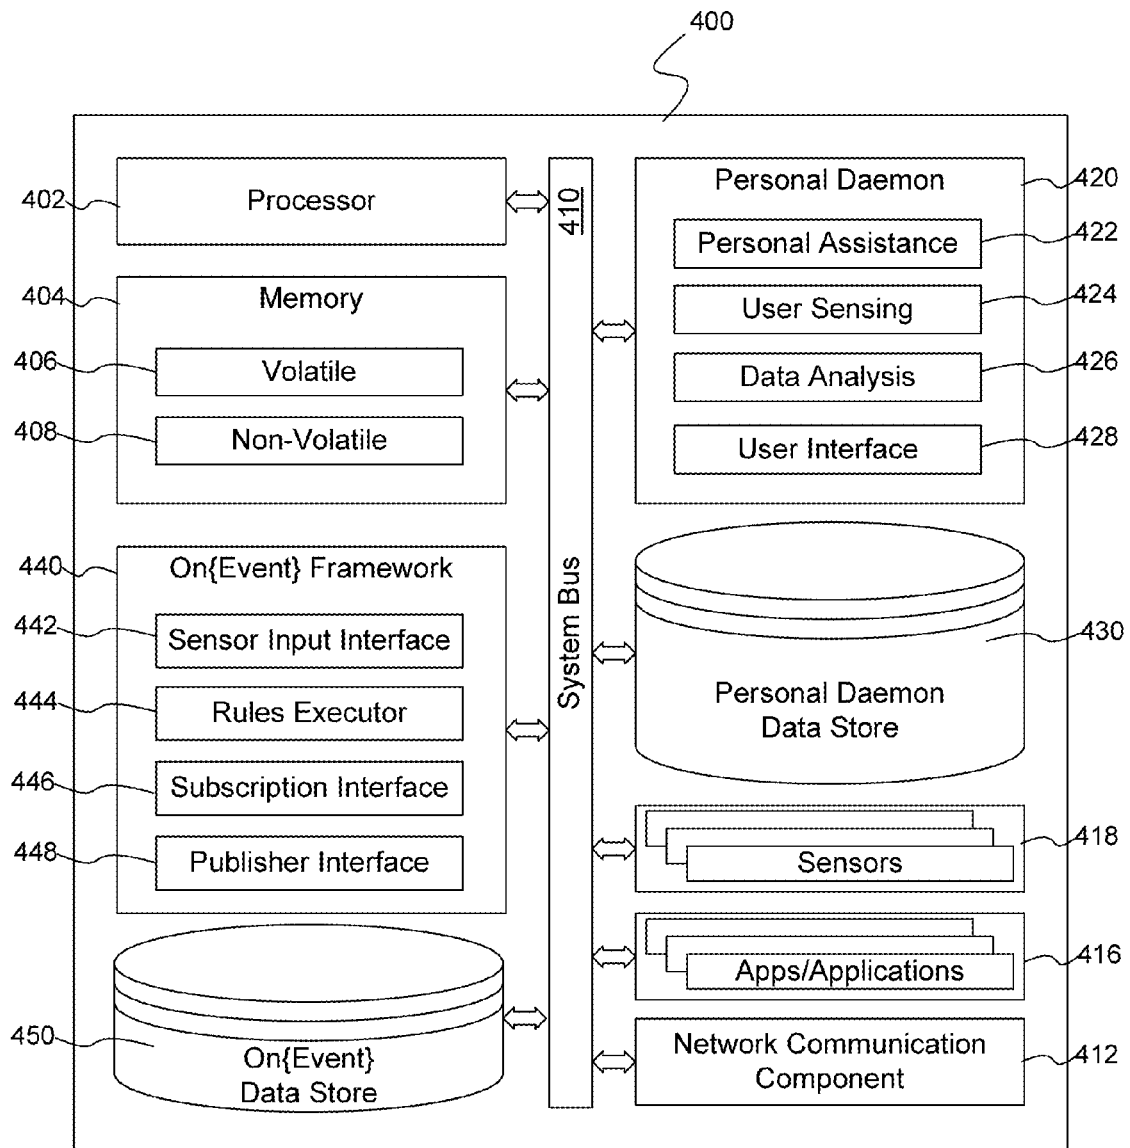 400
402
Processor
404
Memory
406
Volatile
408
Non-Volatile
440
On{Event} Framework
442
Sensor Input Interface
444
Rules Executor
446
Subscription Interface
448
Publisher Interface
450
On{Event}
Data Store
410
System Bus
Personal Daemon
420
Personal Assistance
422
User Sensing
424
Data Analysis
426
User Interface
428
430
Personal Daemon
Data Store
Sensors
418
Apps/Applications
416
Network Communication
Component
412